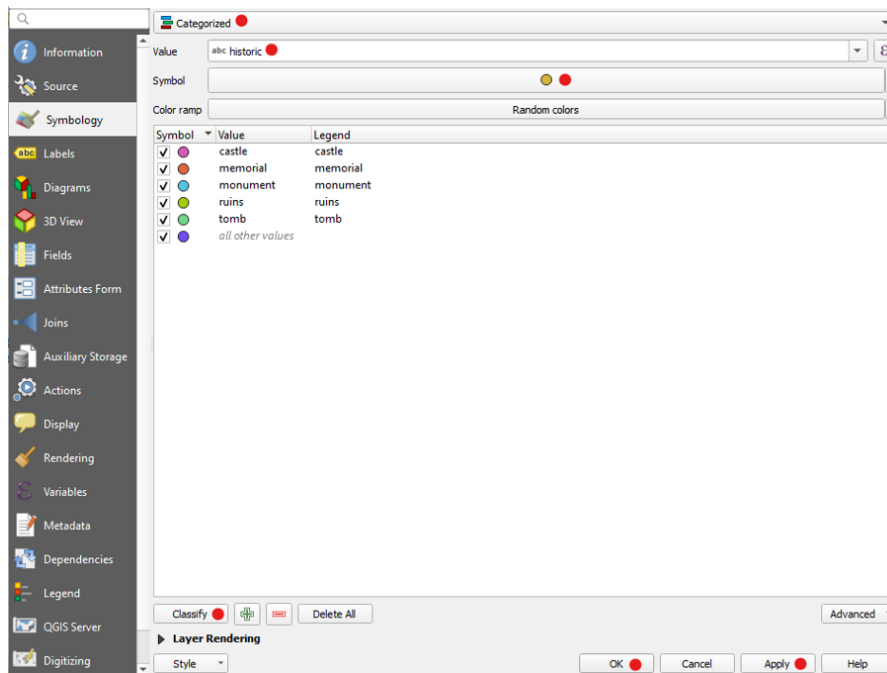 Categorized
Information
Value
abc historic
ε
Source
Symbol
Symbology
Color ramp
Random colors
Symbol Value Legend
abc Labels
castle castle
memorial memorial
Diagrams
monument monument
ruins ruins
3D View
tomb tomb
all other values
Fields
Attributes Form
Joins
Auxiliary Storage
Actions
Display
Rendering
Variables
Metadata
Dependencies
Legend
Classify
Delete All
Advanced
QGIS Server
Layer Rendering
Digitizing
Style
OK
Cancel
Apply
Help